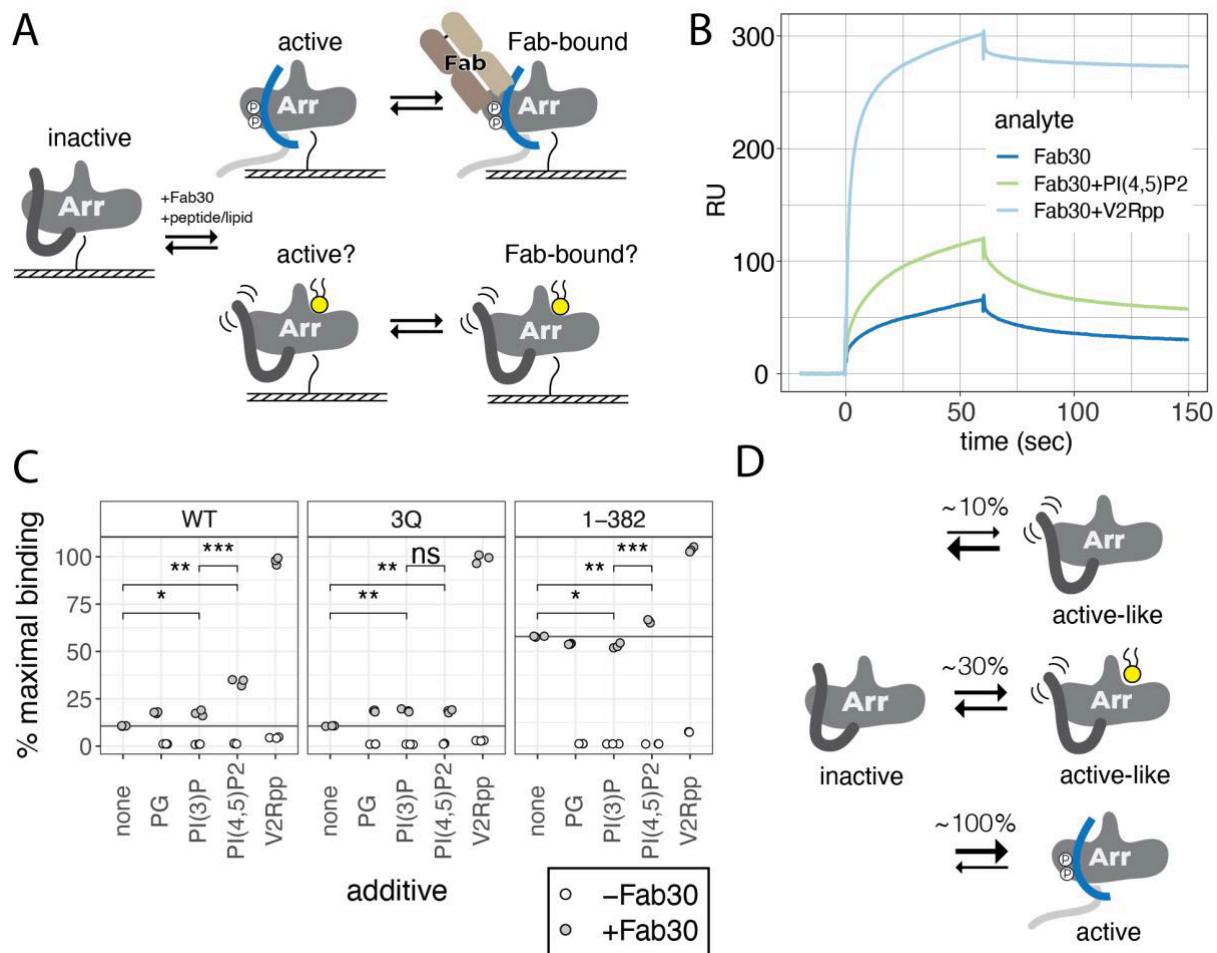 A
inactive
Arr
+Fab30
+peptide/lipid
active
Arr
P
P
Fab-bound
Fab
Arr
P
P
active?
Arr
Fab-bound?
Arr
B
300
200
100
0
RU
0
50
100
150
time (sec)
analyte
Fab30
Fab30+PI(4,5)P2
Fab30+V2Rpp
C
WT
3Q
1–382
100
75
50
25
0
% maximal binding
***
**
*
ns
**
**
***
**
*
none
PG
PI(3)P
PI(4,5)P2
V2Rpp
none
PG
PI(3)P
PI(4,5)P2
V2Rpp
none
PG
PI(3)P
PI(4,5)P2
V2Rpp
additive
–Fab30
+Fab30
D
~10%
Arr
active-like
Arr
inactive
~30%
Arr
active-like
~100%
P
P
Arr
active